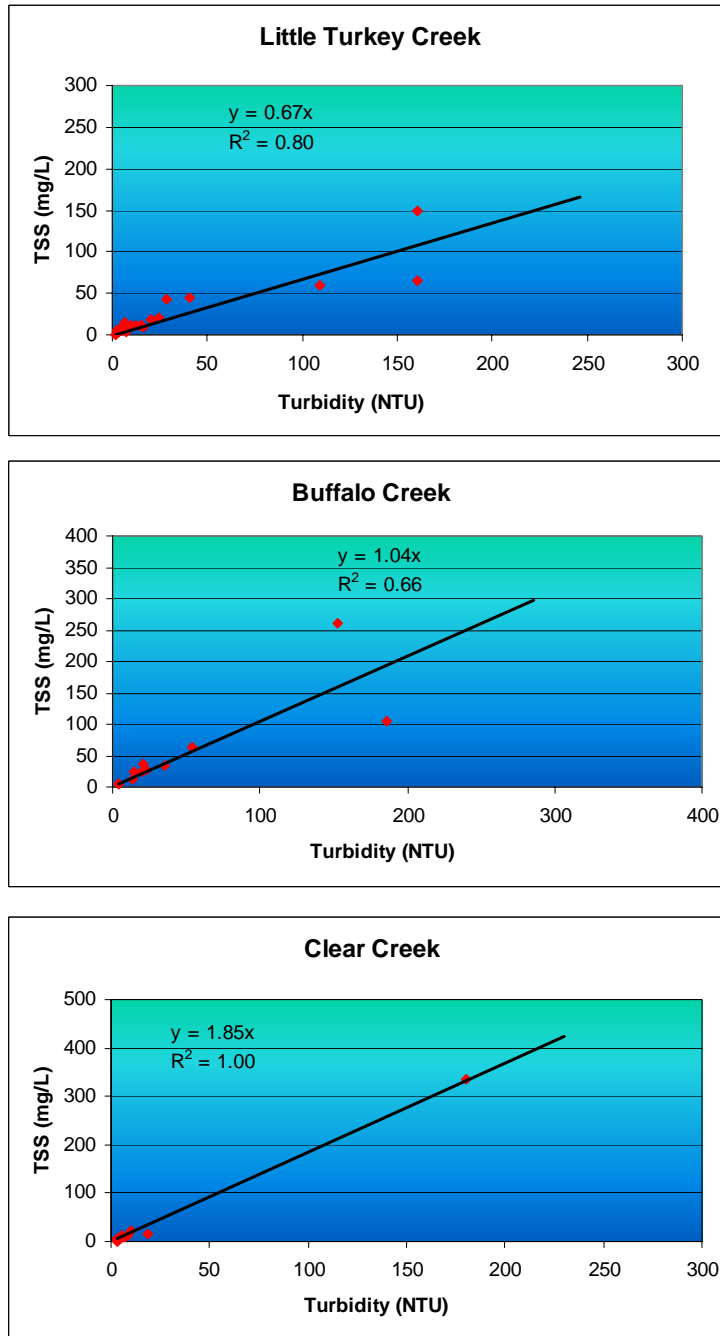 Little Turkey Creek
300
y = 0.67x
250
R² = 0.80
200
TSS (mg/L)
150
100
50
0
0 50 100 150 200 250 300
Turbidity (NTU)
Buffalo Creek
400
y = 1.04x
350
R² = 0.66
300
TSS (mg/L)
250
200
150
100
50
0
0 100 200 300 400
Turbidity (NTU)
Clear Creek
500
y = 1.85x
R² = 1.00
400
TSS (mg/L)
300
200
100
0
0 50 100 150 200 250 300
Turbidity (NTU)